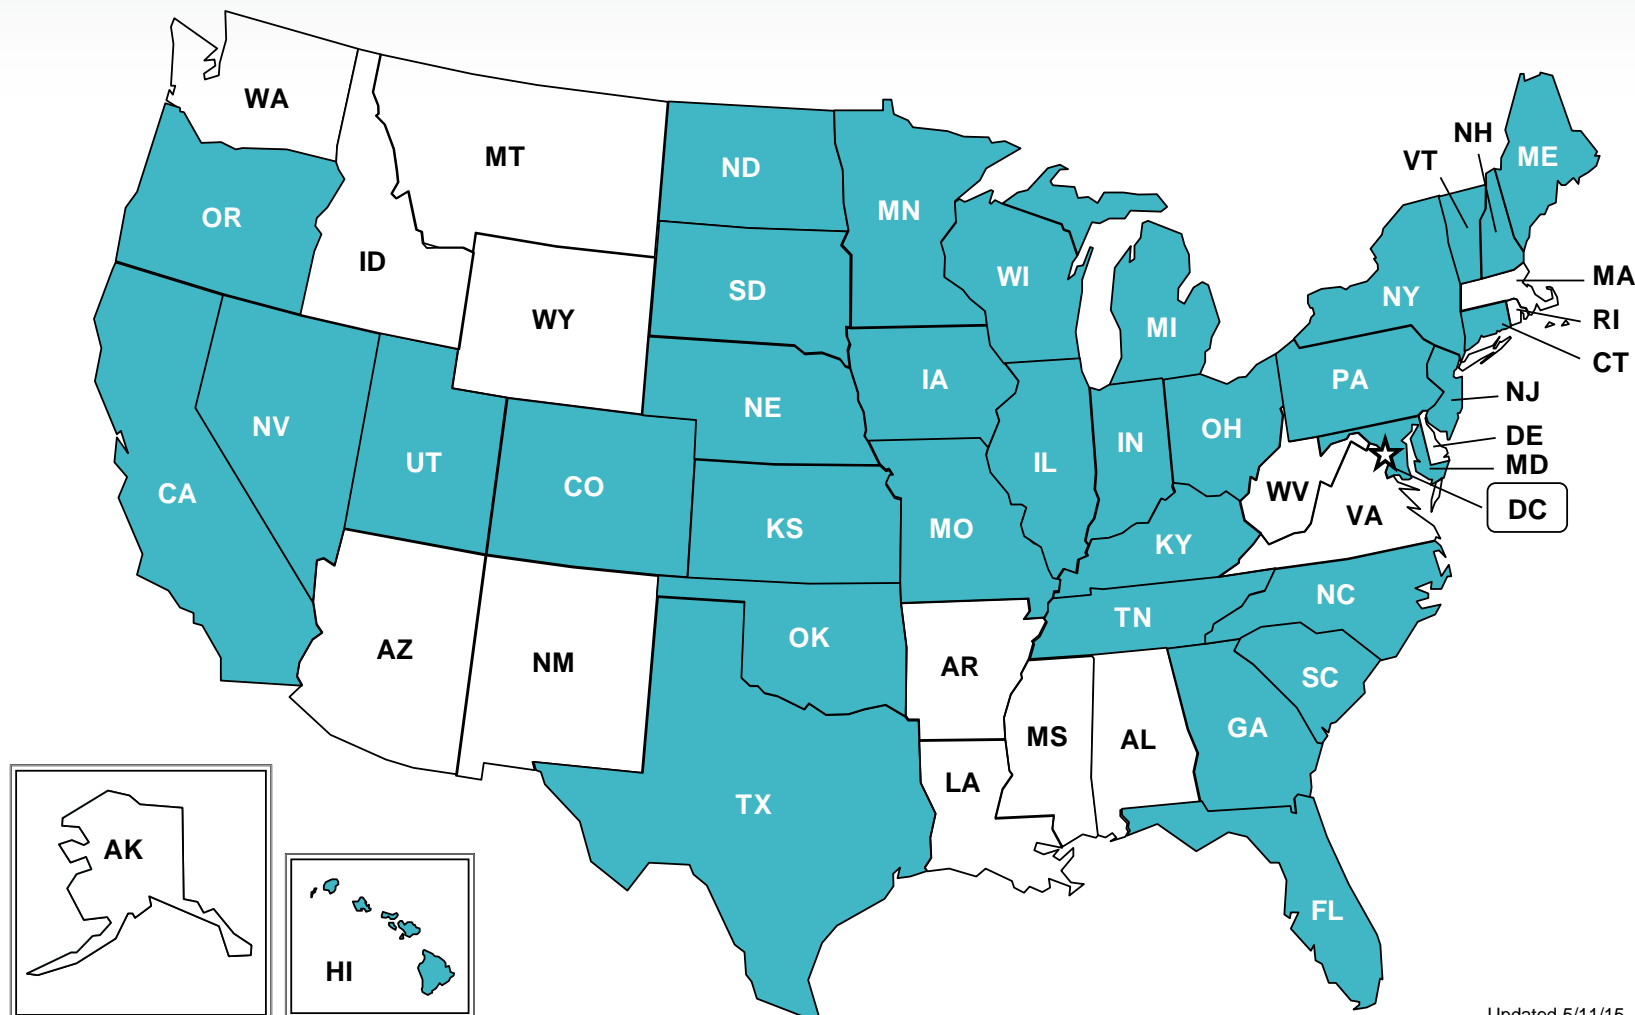 WA
MT
ND
MN
NH
VT
ME
OR
ID
WY
SD
WI
MI
NY
MA
RI
CT
NV
UT
CO
NE
IA
IL
IN
OH
PA
NJ
DE
MD
DC
CA
KS
MO
KY
WV
VA
AZ
NM
OK
AR
TN
NC
SC
TX
LA
MS
AL
GA
FL
AK
HI
Updated 5/11/15